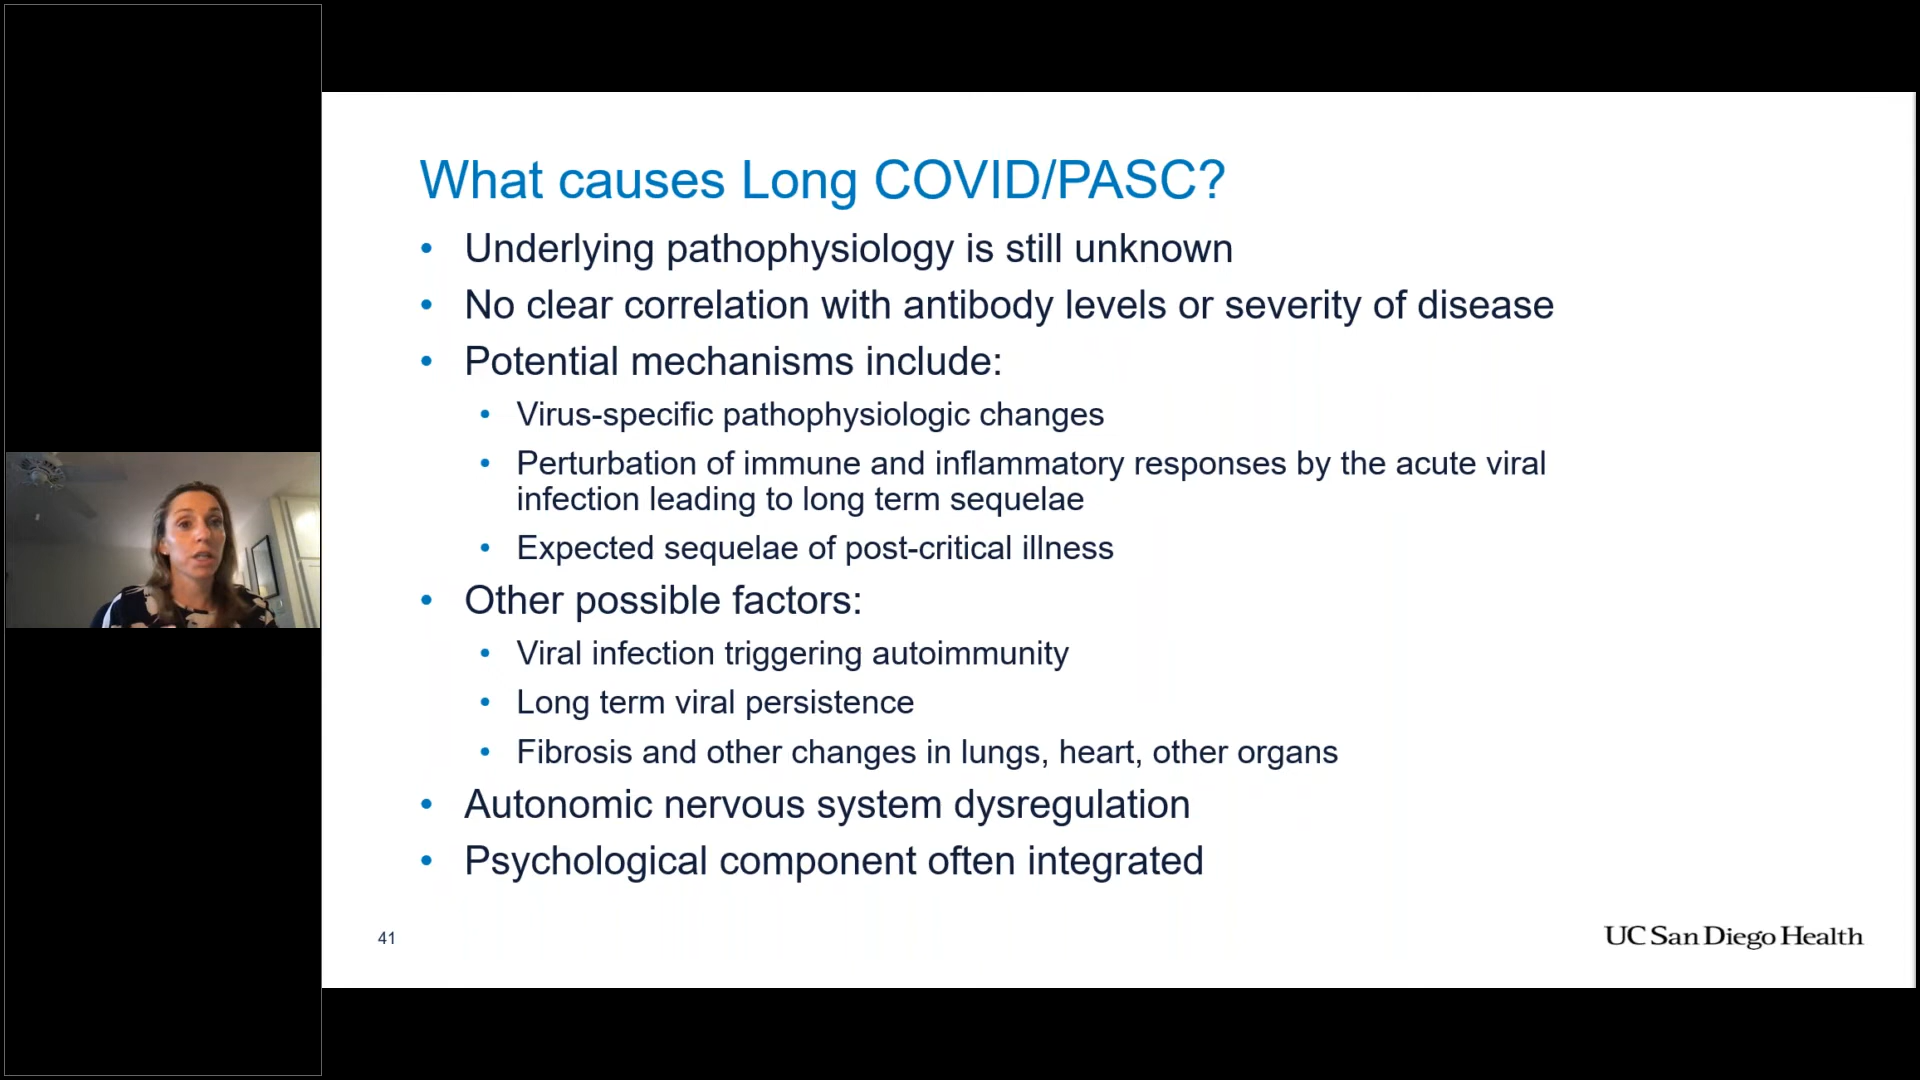 What causes Long COVID/PASC?
• Underlying pathophysiology is still unknown
• No clear correlation with antibody levels or severity of disease
• Potential mechanisms include:
• Virus-specific pathophysiologic changes
• Perturbation of immune and inflammatory responses by the acute viral
infection leading to long term sequelae
• Expected sequelae of post-critical illness
• Other possible factors:
• Viral infection triggering autoimmunity
• Long term viral persistence
• Fibrosis and other changes in lungs, heart, other organs
• Autonomic nervous system dysregulation
• Psychological component often integrated
41
UC San Diego Health